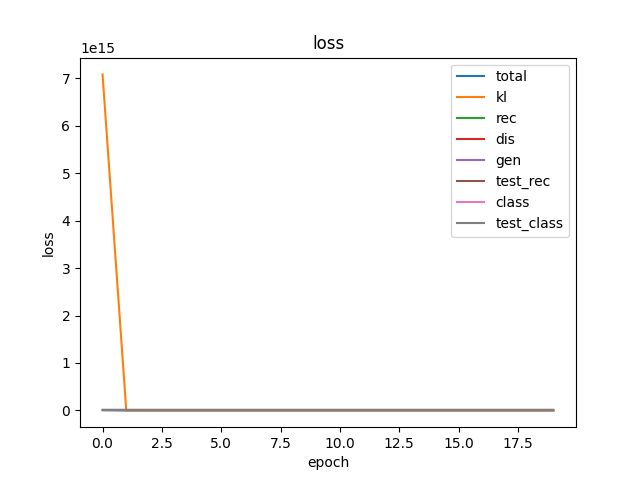 loss
1e15
7
6
5
4
3
2
1
0
loss
0.0 2.5 5.0 7.5 10.0 12.5 15.0 17.5
epoch
total
kl
rec
dis
gen
test_rec
class
test_class